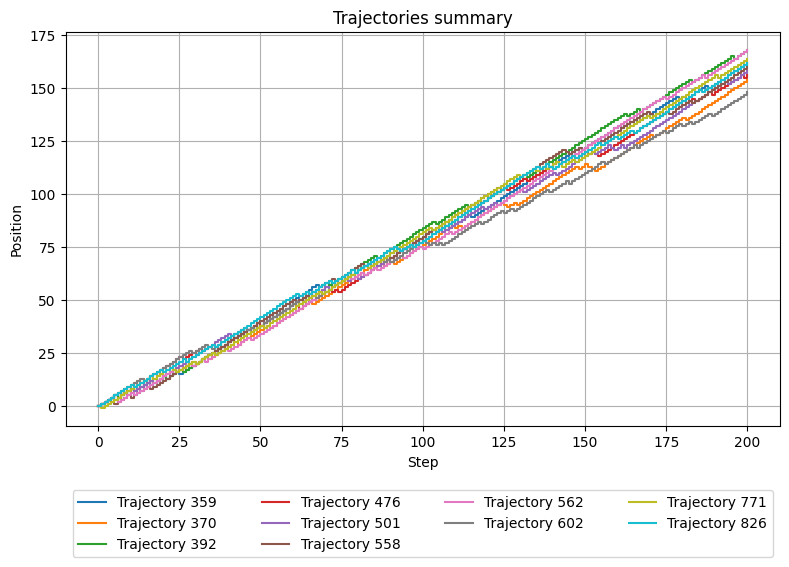 Trajectories summary
175
150
125
100
75
50
25
0
Position
0 25 50 75 100 125 150 175 200
Step
Trajectory 359 Trajectory 476 Trajectory 562 Trajectory 771
Trajectory 370 Trajectory 501 Trajectory 602 Trajectory 826
Trajectory 392 Trajectory 558